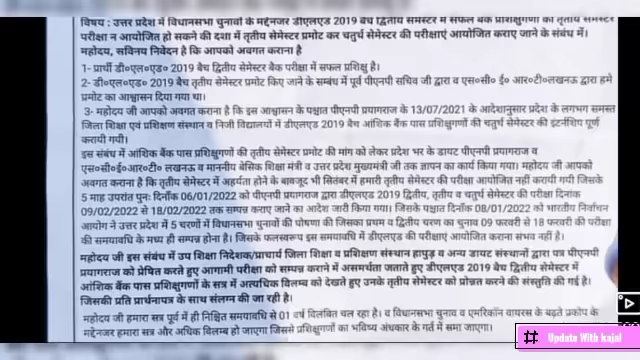 विषय : उत्तर प्रदेश में विधानसभा चुनावों के मद्देनजर डीएलएड 2019 बैच द्वितीय सेमेस्टर में सफल बैक प्रशिक्षुगणों का तृतीय सेमेस्टर
परीक्षा न आयोजित हो सकने की दशा में तृतीय सेमेस्टर प्रमोट कर चतुर्थ सेमेस्टर की परीक्षाएं आयोजित कराए जाने के संबंध में।
महोदय, सविनय निवेदन है कि आपको अवगत कराना है
1- प्रार्थी डी०एल०एड० 2019 बैच द्वितीय सेमेस्टर बैक परीक्षा में सफल प्रशिक्षु है।
2- डी०एल०एड० 2019 बैच तृतीय सेमेस्टर प्रमोट किए जाने के सम्बंध में पूर्व पीएनपी सचिव जी द्वारा व एस०सी० ई० आर०टी०लखनऊ द्वारा हमे
प्रमोट का आश्वासन दिया गया था।
3- महोदय जी आपको अवगत कराना है कि इस आश्वासन के पश्चात पीएनपी प्रयागराज के 13/07/2021 के आदेशानुसार प्रदेश के लगभग समस्त
जिला शिक्षा एवं प्रशिक्षण संस्थान व निजी विद्यालयों में डीएलएड 2019 बैच आंशिक बैक पास प्रशिक्षुगणों की चतुर्थ सेमेस्टर की इंटर्नशिप पूर्ण
करायी गयी।
इस संबंध में आंशिक बैक पास प्रशिक्षुगणों की तृतीय सेमेस्टर प्रमोट की मांग को लेकर प्रदेश भर के डायट पीएनपी प्रयागराज व
एस०सी०ई०आर०टी० लखनऊ व माननीय बेसिक शिक्षा मंत्री व उत्तर प्रदेश मुख्यमंत्री जी तक ज्ञापन का कार्य किया गया। महोदय जी आपको
अवगत कराना है कि तृतीय सेमेस्टर में अहर्यता होने के बावजूद भी सितंबर में हमारी तृतीय सेमेस्टर की परीक्षा आयोजित नहीं करायी गयी जिसके
5 माह उपरांत पुनः दिनाँक 06/01/2022 को पीएनपी प्रयागराज द्वारा डीएलएड 2019 द्वितीय, तृतीय व चतुर्थ सेमेस्टर की परीक्षा दिनांक
09/02/2022 से 18/02/2022 तक सम्पन्न कराए जाने का आदेश जारी किया गया। जिसके पश्चात दिनाँक 08/01/2022 को भारतीय निर्वाचन
आयोग ने उत्तर प्रदेश में 5 चरणों में विधानसभा चुनावों की घोषणा की जिसका प्रथम व द्वितीय चरण का चुनाव 09 फरवरी से 18 फरवरी की परीक्षा
की समयावधि के मध्य ही सम्पन्न होना है। जिसके फलस्वरूप इस समयावधि में डीएलएड की परीक्षाएं आयोजित कराना संभव नहीं है।
महोदय जी इस संबंध में उप शिक्षा निदेशक/प्राचार्य जिला शिक्षा व प्रशिक्षण संस्थान हापुड़ व अन्य डायट संस्थानों द्वारा पत्र पीएनपी
प्रयागराज को प्रेषित करते हुए आगामी परीक्षा को सम्पन्न कराने में असमर्थता जताते हुए डीएलएड 2019 बैच द्वितीय सेमेस्टर में
आंशिक बैक पास प्रशिक्षुगणों के सत्र में अत्यधिक विलम्ब को देखते हुए उनके तृतीय सेमेस्टर को प्रोन्नत करने की संस्तुति की गई है।
जिसकी प्रति प्रार्थनापत्र के साथ संलग्न की जा रही है।
महोदय जी हमारा सत्र पूर्व में ही निश्चित समयावधि से 01 वर्ष विलंबित चल रहा है। व विधानसभा चुनाव व एमरिकॉन वायरस के बढ़ते प्रकोप के
मद्देनजर हमारा सत्र और अधिक विलम्ब हो जाएगा जिससे प्रशिक्षुगणों का भविष्य अंधकार के गर्त में समा जाएगा।
# Update With kajal